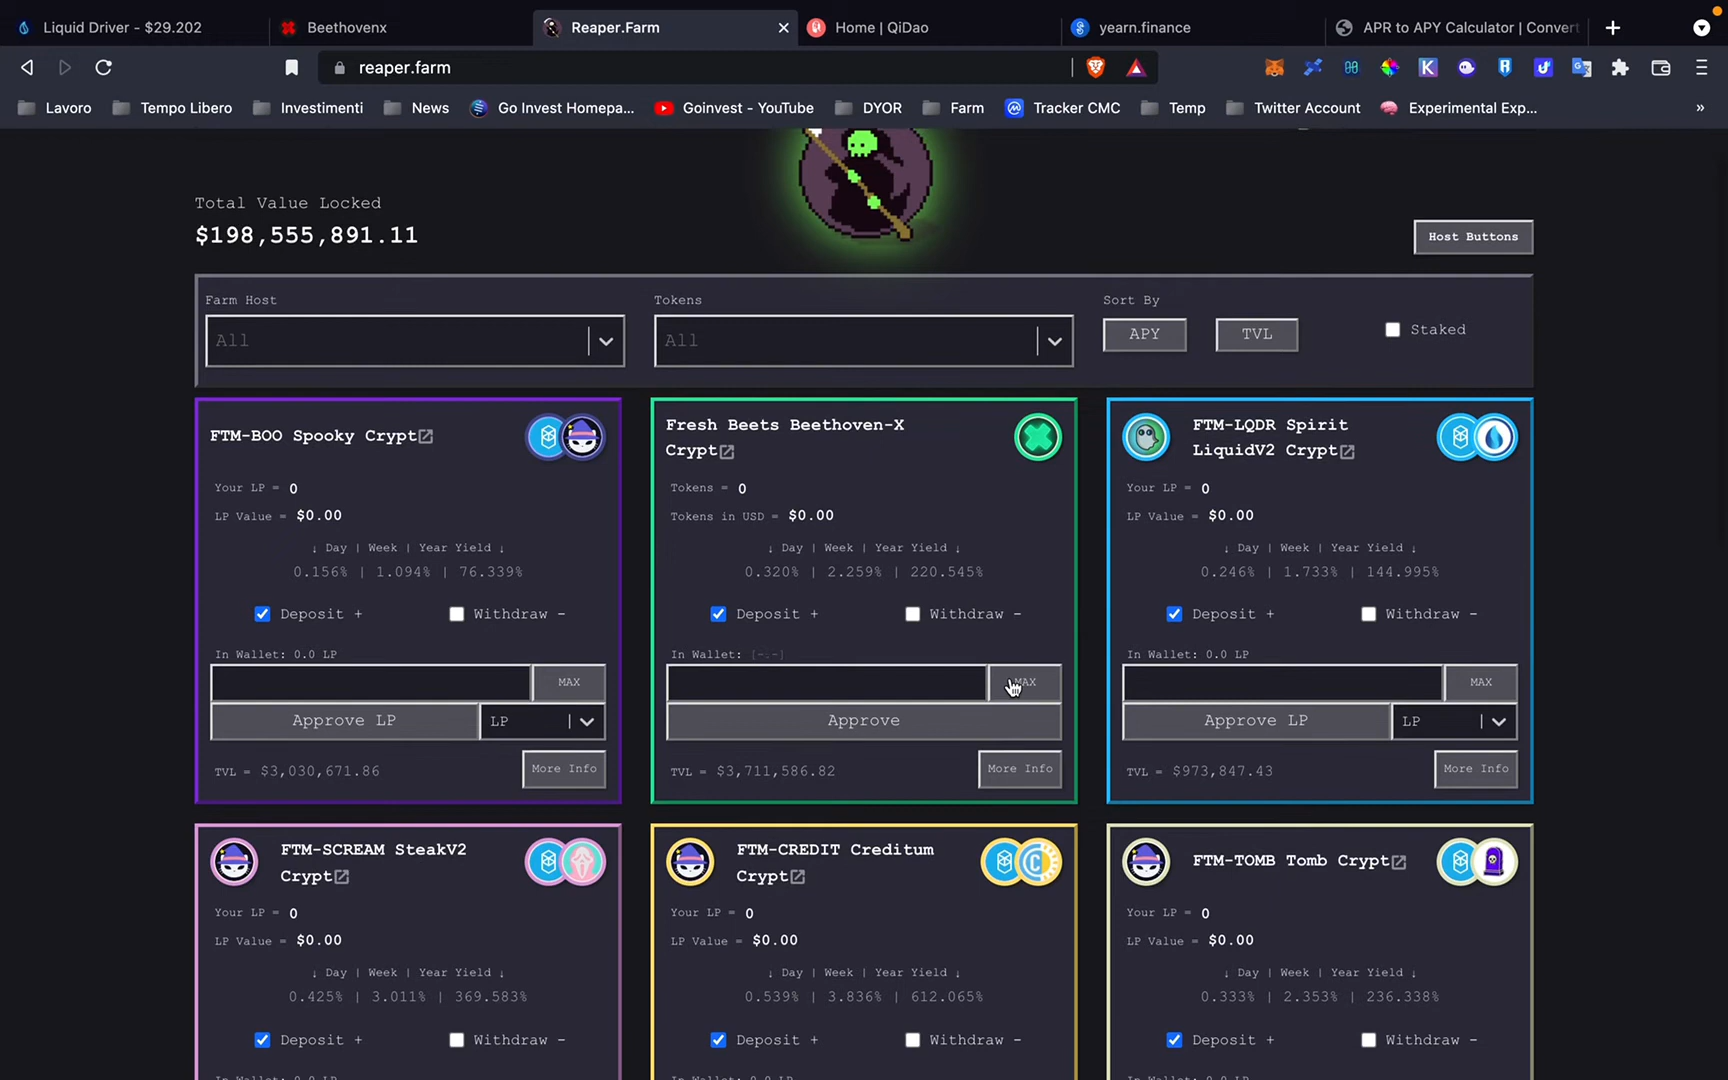 Liquid Driver - $29.202
Beethovenx
Reaper.Farm
Home | QiDao
yearn.finance
APR to APY Calculator | Convert
reaper.farm
Lavoro
Tempo Libero
Investimenti
News
Go Invest Homepa...
Goinvest - YouTube
DYOR
Farm
Tracker CMC
Temp
Twitter Account
Experimental Exp...
»
Total Value Locked
$198,555,891.11
Host Buttons
Farm Host
All
Tokens
All
Sort By
APY
TVL
Staked
FTM-BOO Spooky Crypt
Your LP = 0
LP Value = $0.00
↓ Day | Week | Year Yield ↓
0.156% | 1.094% | 76.339%
Deposit +
Withdraw -
In Wallet: 0.0 LP
MAX
Approve LP
LP
TVL = $3,030,671.86
More Info
Fresh Beets Beethoven-X
Crypt
Tokens = 0
Tokens in USD = $0.00
↓ Day | Week | Year Yield ↓
0.320% | 2.259% | 220.545%
Deposit +
Withdraw -
In Wallet:
MAX
Approve
TVL = $3,711,586.82
More Info
FTM-LQDR Spirit
LiquidV2 Crypt
Your LP = 0
LP Value = $0.00
↓ Day | Week | Year Yield ↓
0.246% | 1.733% | 144.995%
Deposit +
Withdraw -
In Wallet: 0.0 LP
MAX
Approve LP
LP
TVL = $973,847.43
More Info
FTM-SCREAM SteakV2
Crypt
Your LP = 0
LP Value = $0.00
↓ Day | Week | Year Yield ↓
0.425% | 3.011% | 369.583%
Deposit +
Withdraw -
FTM-CREDIT Creditum
Crypt
Your LP = 0
LP Value = $0.00
↓ Day | Week | Year Yield ↓
0.539% | 3.836% | 612.065%
Deposit +
Withdraw -
FTM-TOMB Tomb Crypt
Your LP = 0
LP Value = $0.00
↓ Day | Week | Year Yield ↓
0.333% | 2.353% | 236.338%
Deposit +
Withdraw -